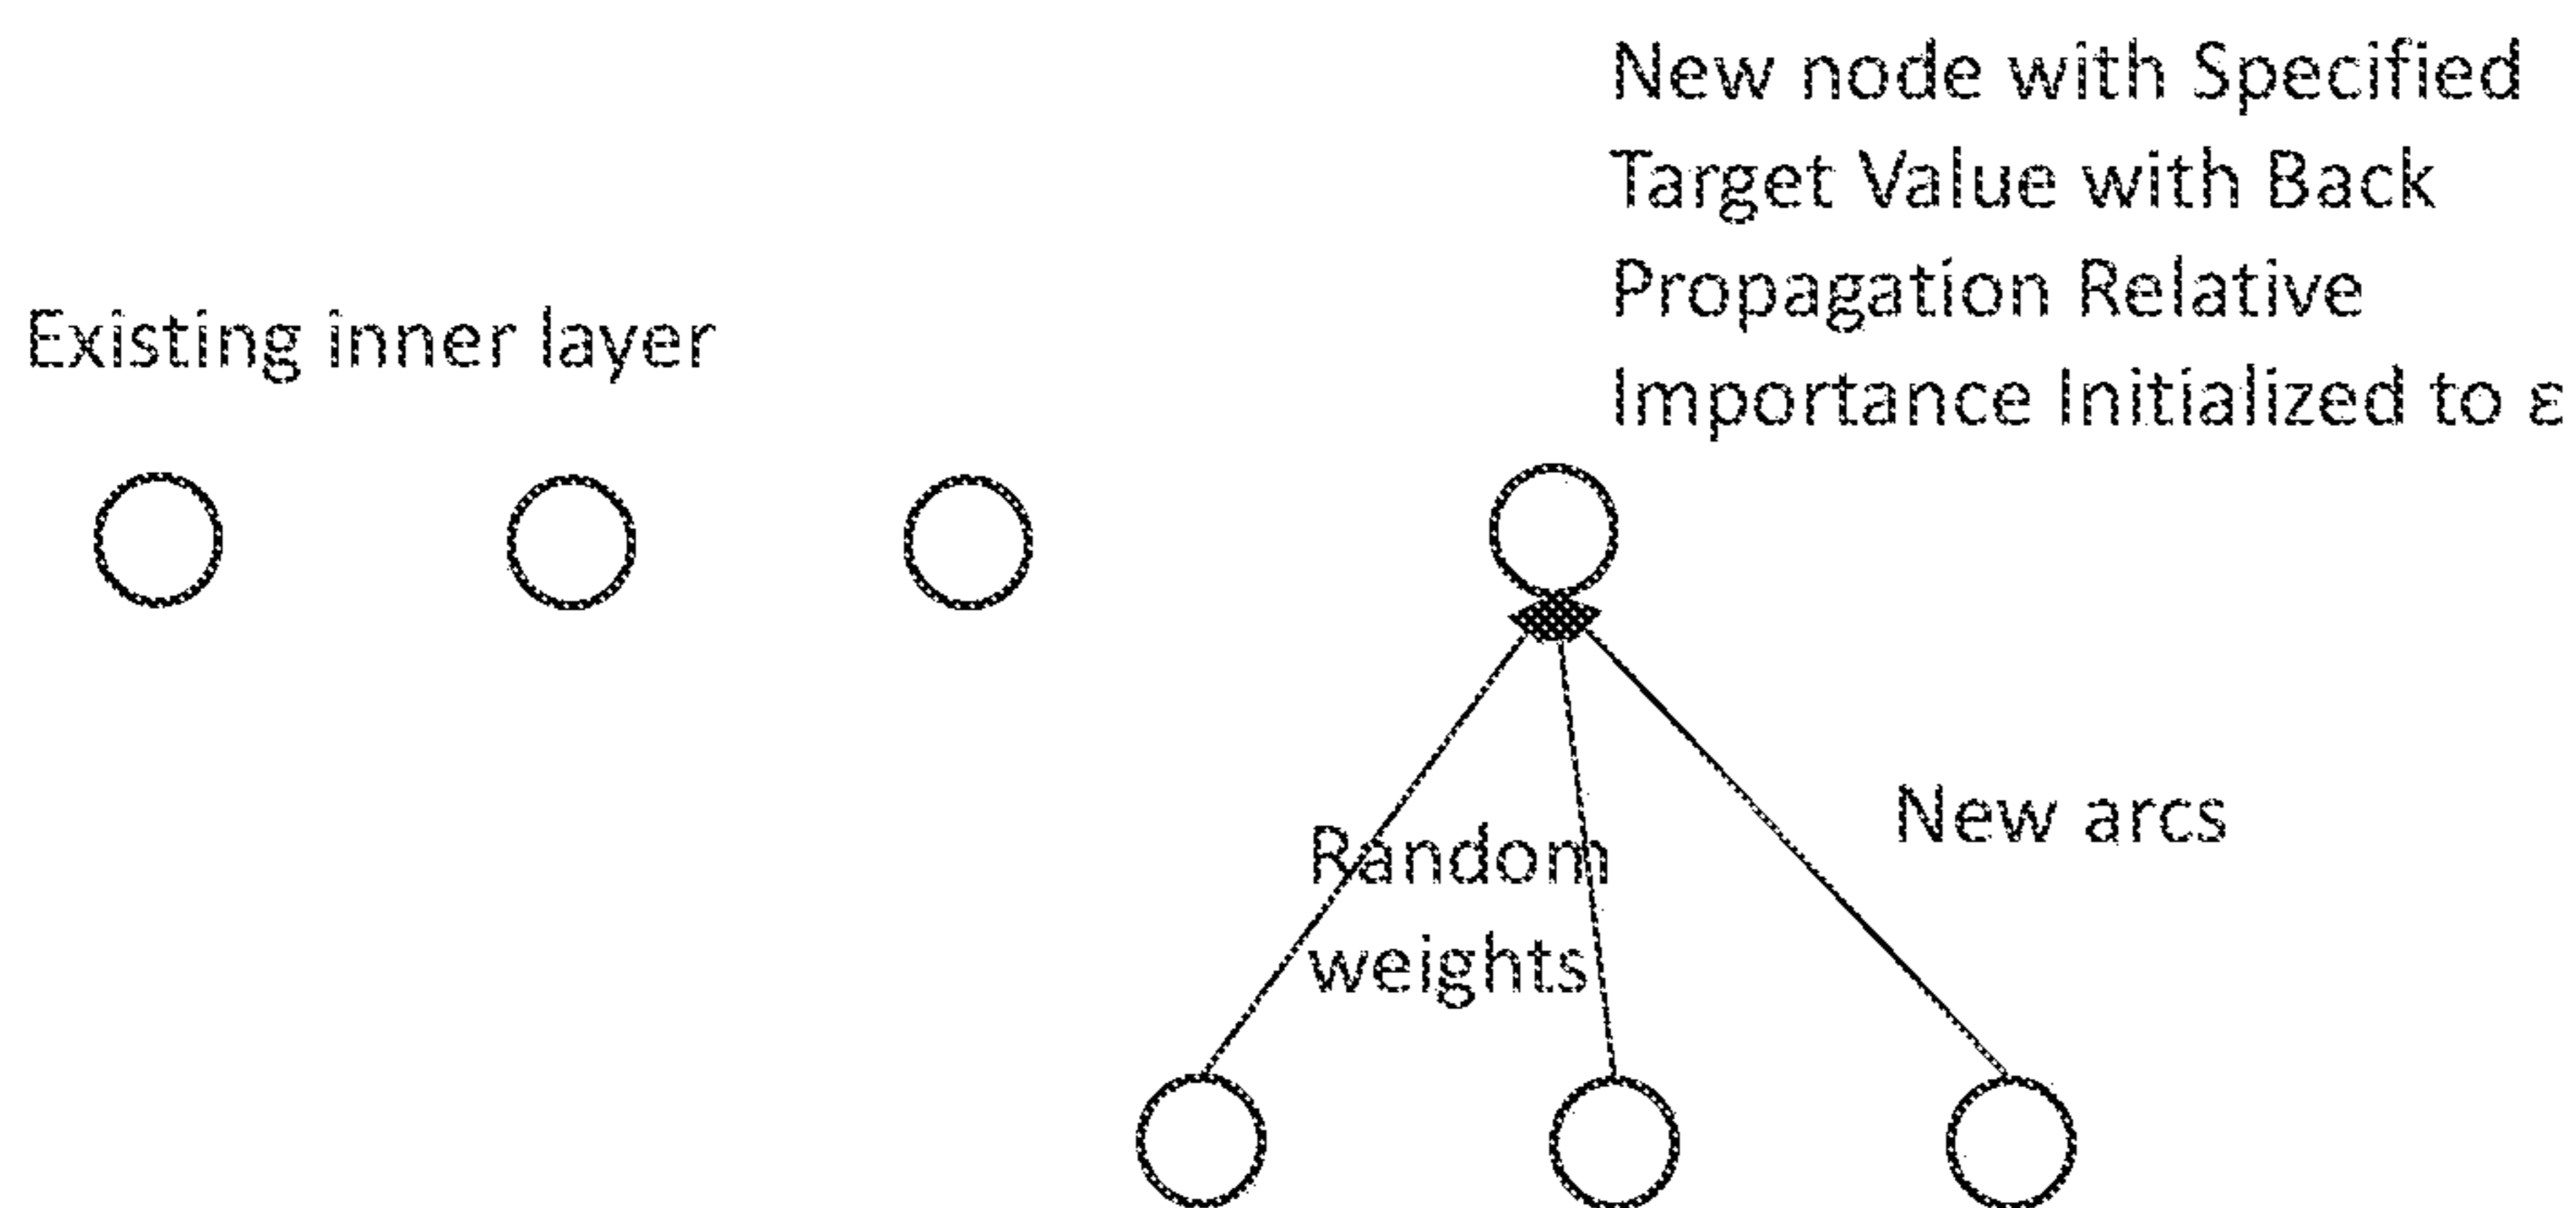 New node with Specified
Target Value with Back
Propagation Relative
Importance Initialized to ε
Existing inner layer
New arcs
Random
weights